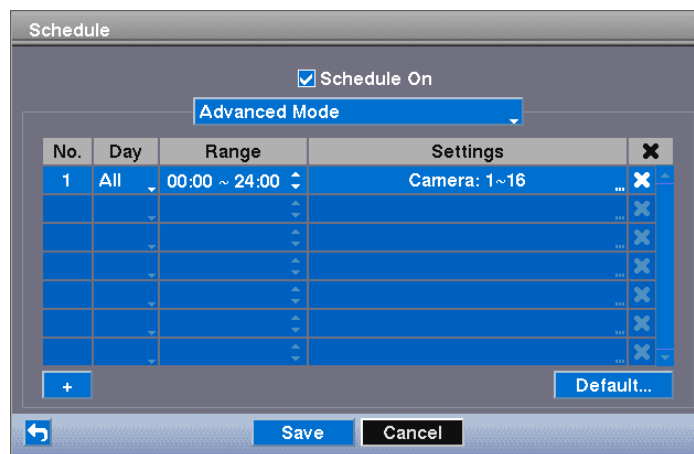 Schedule
Schedule On
Advanced Mode
No. Day Range Settings
1 All 00:00 ~ 24:00 Camera: 1~16 ...
+ Default...
Save Cancel